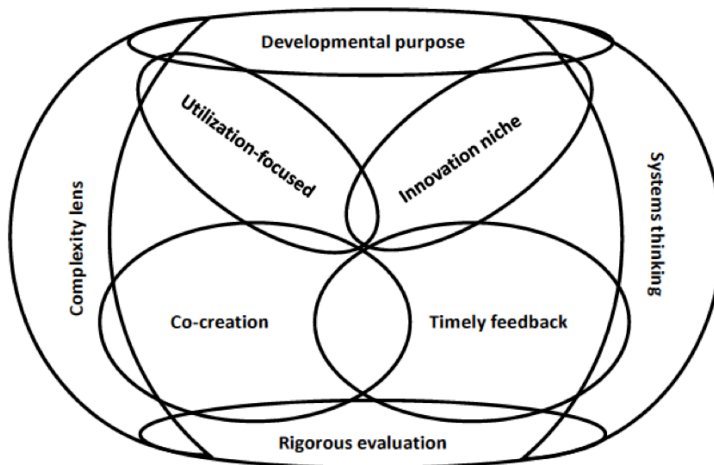 Developmental purpose
Utilization-focused
Innovation niche
Complexity lens
Systems thinking
Co-creation
Timely feedback
Rigorous evaluation